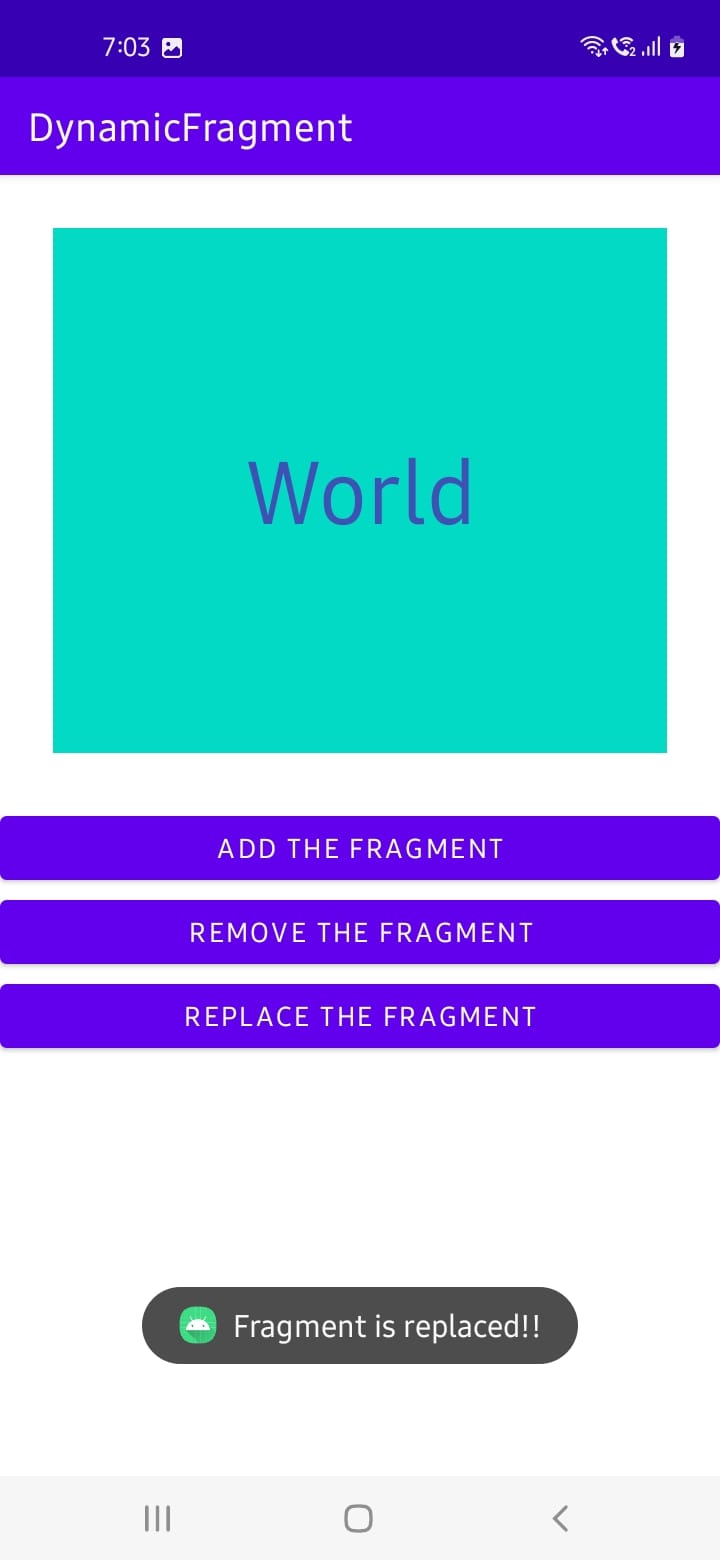 7:03
DynamicFragment
World
ADD THE FRAGMENT
REMOVE THE FRAGMENT
REPLACE THE FRAGMENT
Fragment is replaced!!